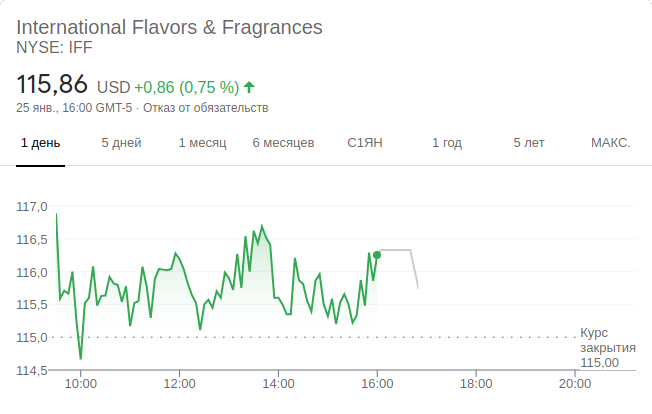 International Flavors & Fragrances
NYSE: IFF
115,86 USD +0,86 (0,75 %)
25 янв., 16:00 GMT-5 · Отказ от обязательств
1 день 5 дней 1 месяц 6 месяцев С1ЯН 1 год 5 лет МАКС.
117,0
116,5
116,0
115,5
115,0
114,5
Курс
закрытия
115,00
10:00 12:00 14:00 16:00 18:00 20:00